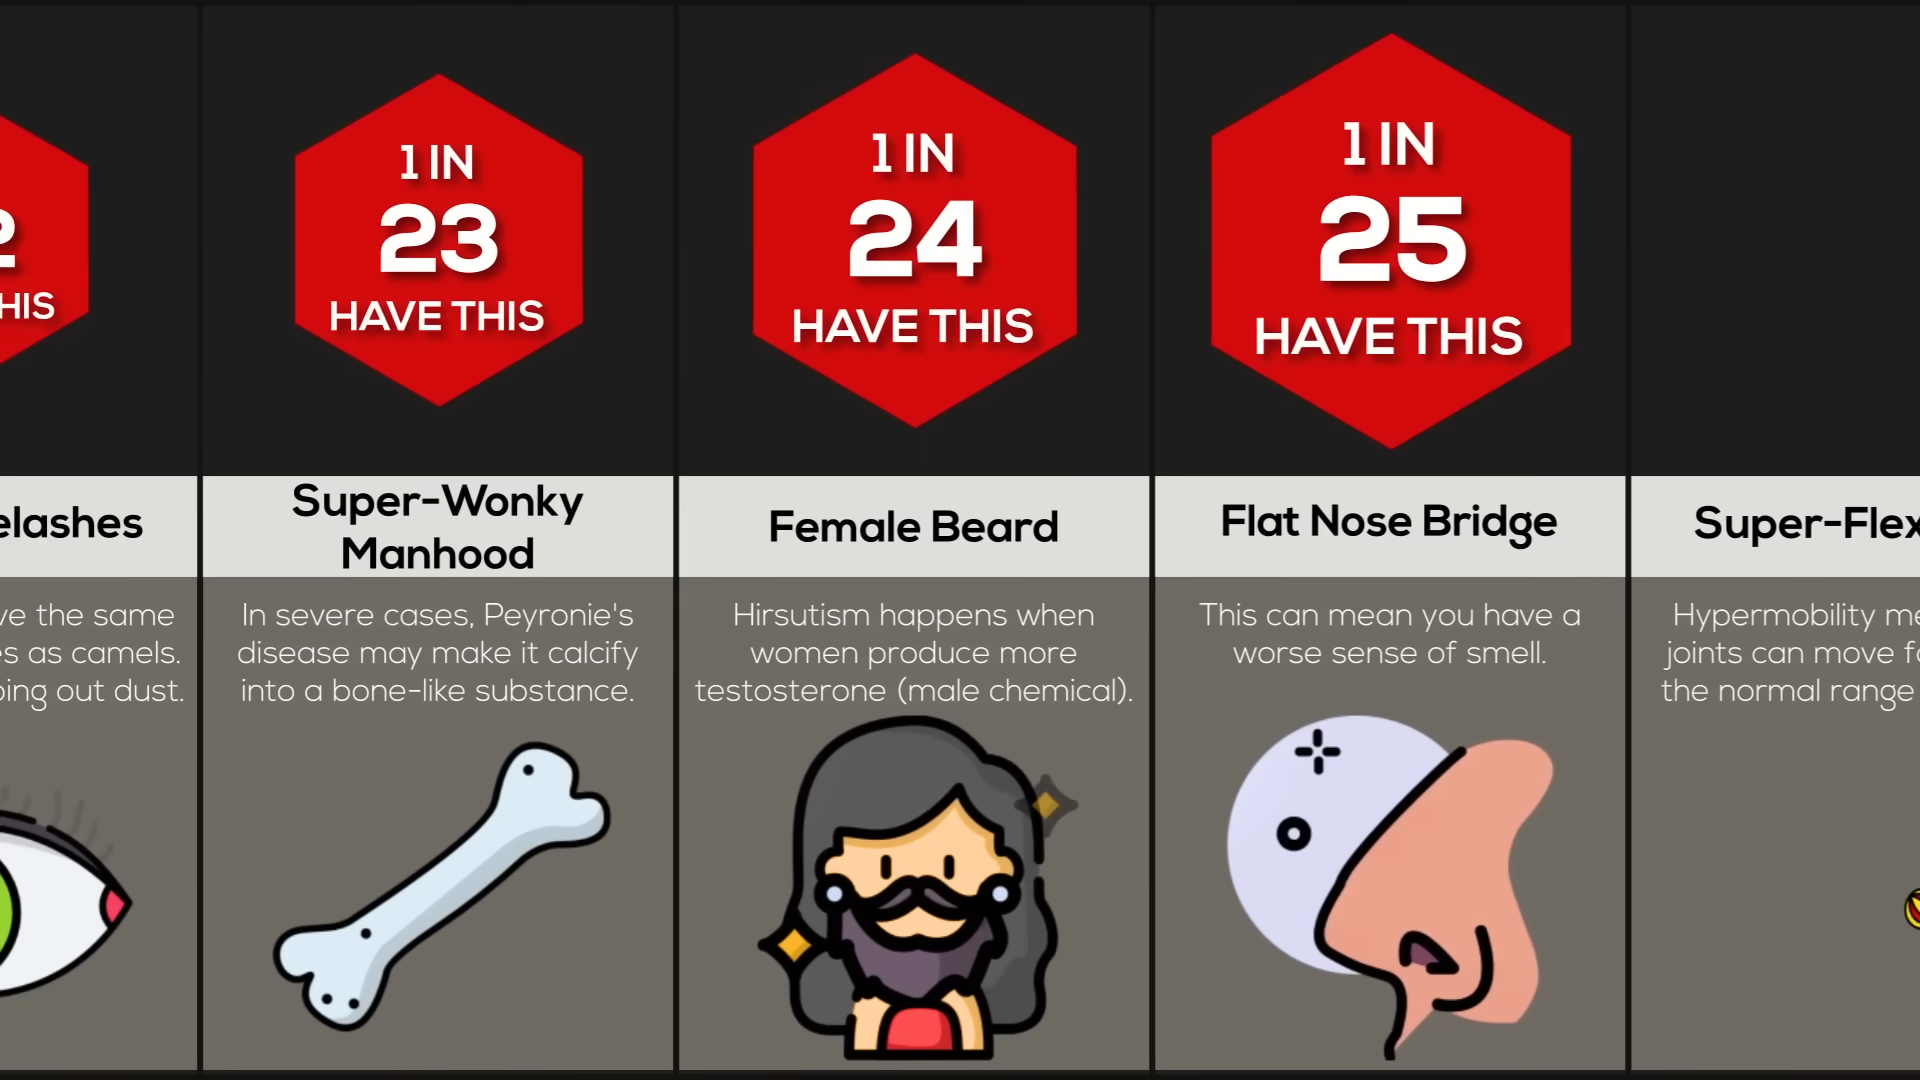 HIS
elashes
ve the same
es as camels.
ping out dust.
1 IN
23
HAVE THIS
Super-Wonky
Manhood
In severe cases, Peyronie's
disease may make it calcify
into a bone-like substance.
1 IN
24
HAVE THIS
Female Beard
Hirsutism happens when
women produce more
testosterone (male chemical).
1 IN
25
HAVE THIS
Flat Nose Bridge
This can mean you have a
worse sense of smell.
Super-Flex
Hypermobility me
joints can move fo
the normal range